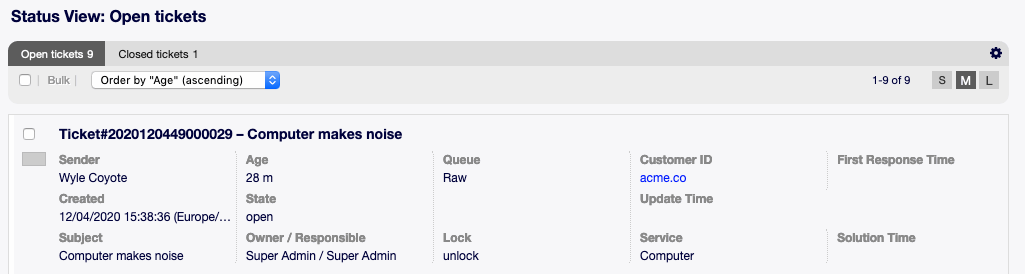 Status View: Open tickets
Open tickets 9 Closed tickets 1
Bulk Order by "Age" (ascending) 1-9 of 9 S M L
Ticket#2020120449000029 – Computer makes noise
Sender Age Queue Customer ID First Response Time
Wyle Coyote 28 m Raw acme.co
Created State Update Time
12/04/2020 15:38:36 (Europe/… open
Subject Owner / Responsible Lock Service Solution Time
Computer makes noise Super Admin / Super Admin unlock Computer